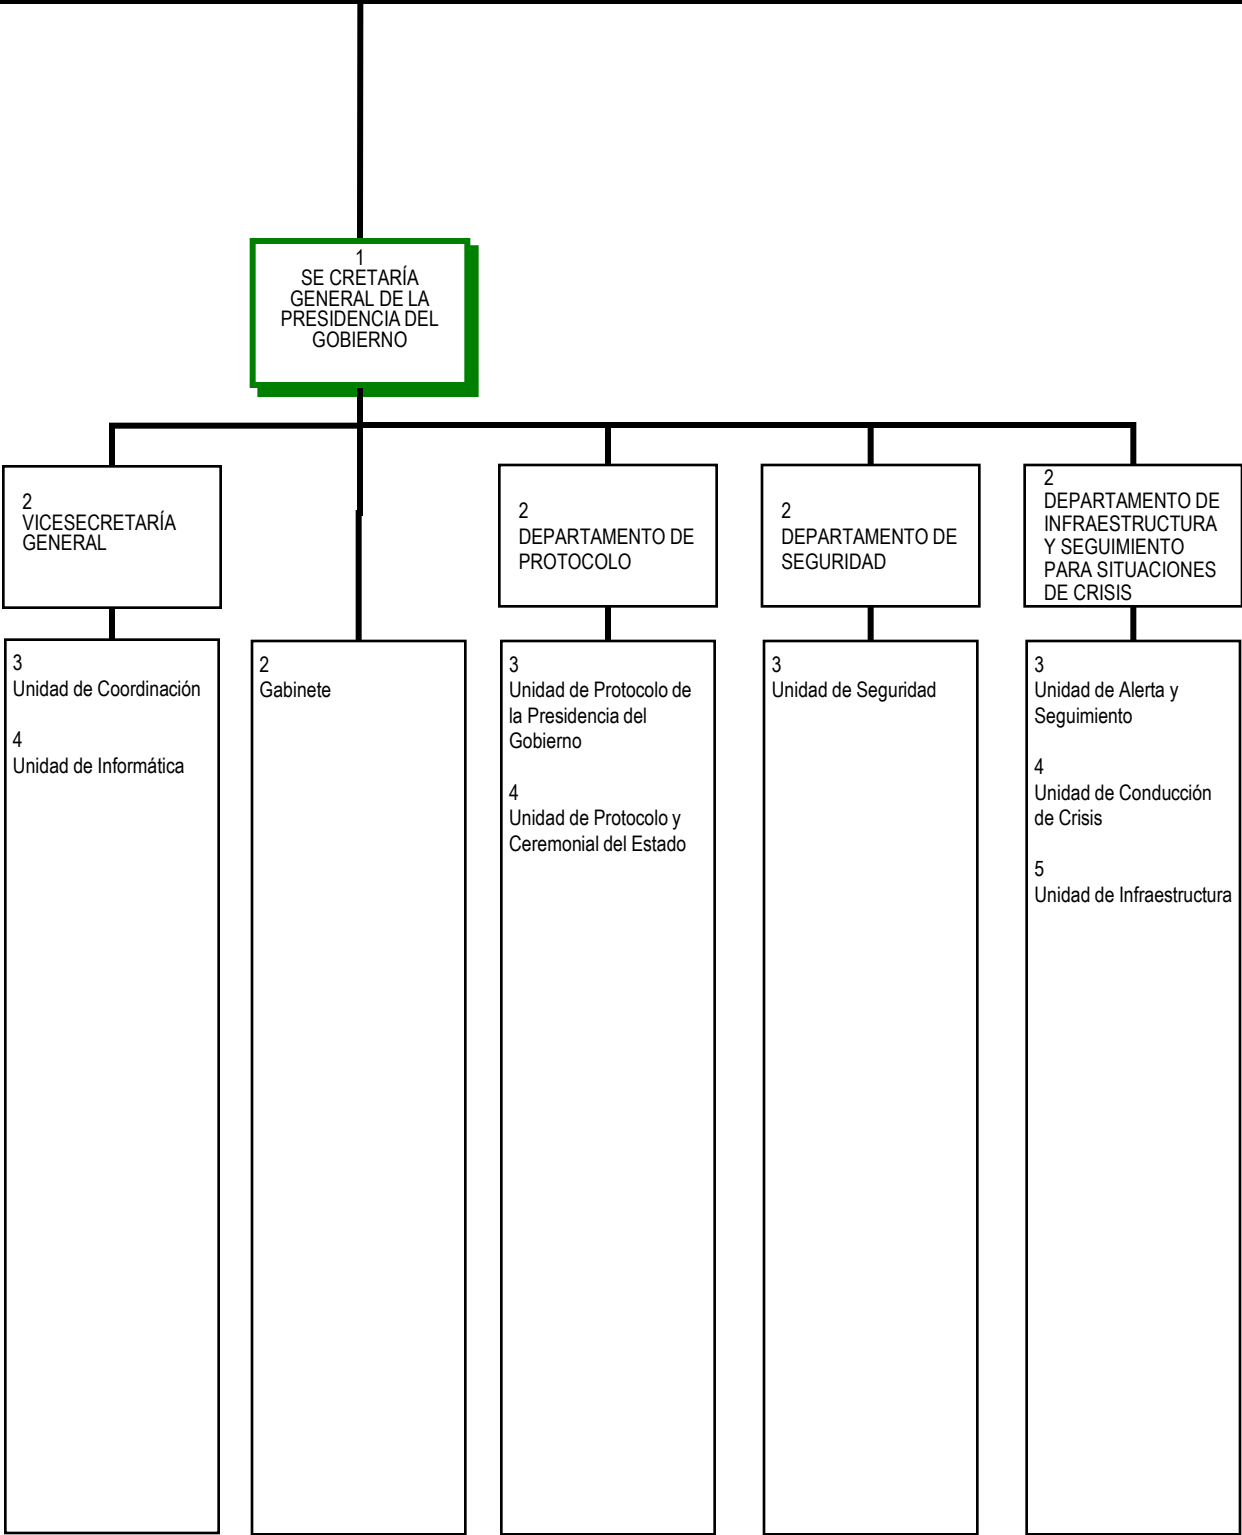 1
SE CRETARÍA
GENERAL DE LA
PRESIDENCIA DEL
GOBIERNO
2
VICESECRETARÍA
GENERAL
2
DEPARTAMENTO DE
PROTOCOLO
2
DEPARTAMENTO DE
SEGURIDAD
2
DEPARTAMENTO DE
INFRAESTRUCTURA
Y SEGUIMIENTO
PARA SITUACIONES
DE CRISIS
3
Unidad de Coordinación
4
Unidad de Informática
2
Gabinete
3
Unidad de Protocolo de
la Presidencia del
Gobierno
4
Unidad de Protocolo y
Ceremonial del Estado
3
Unidad de Seguridad
3
Unidad de Alerta y
Seguimiento
4
Unidad de Conducción
de Crisis
5
Unidad de Infraestructura